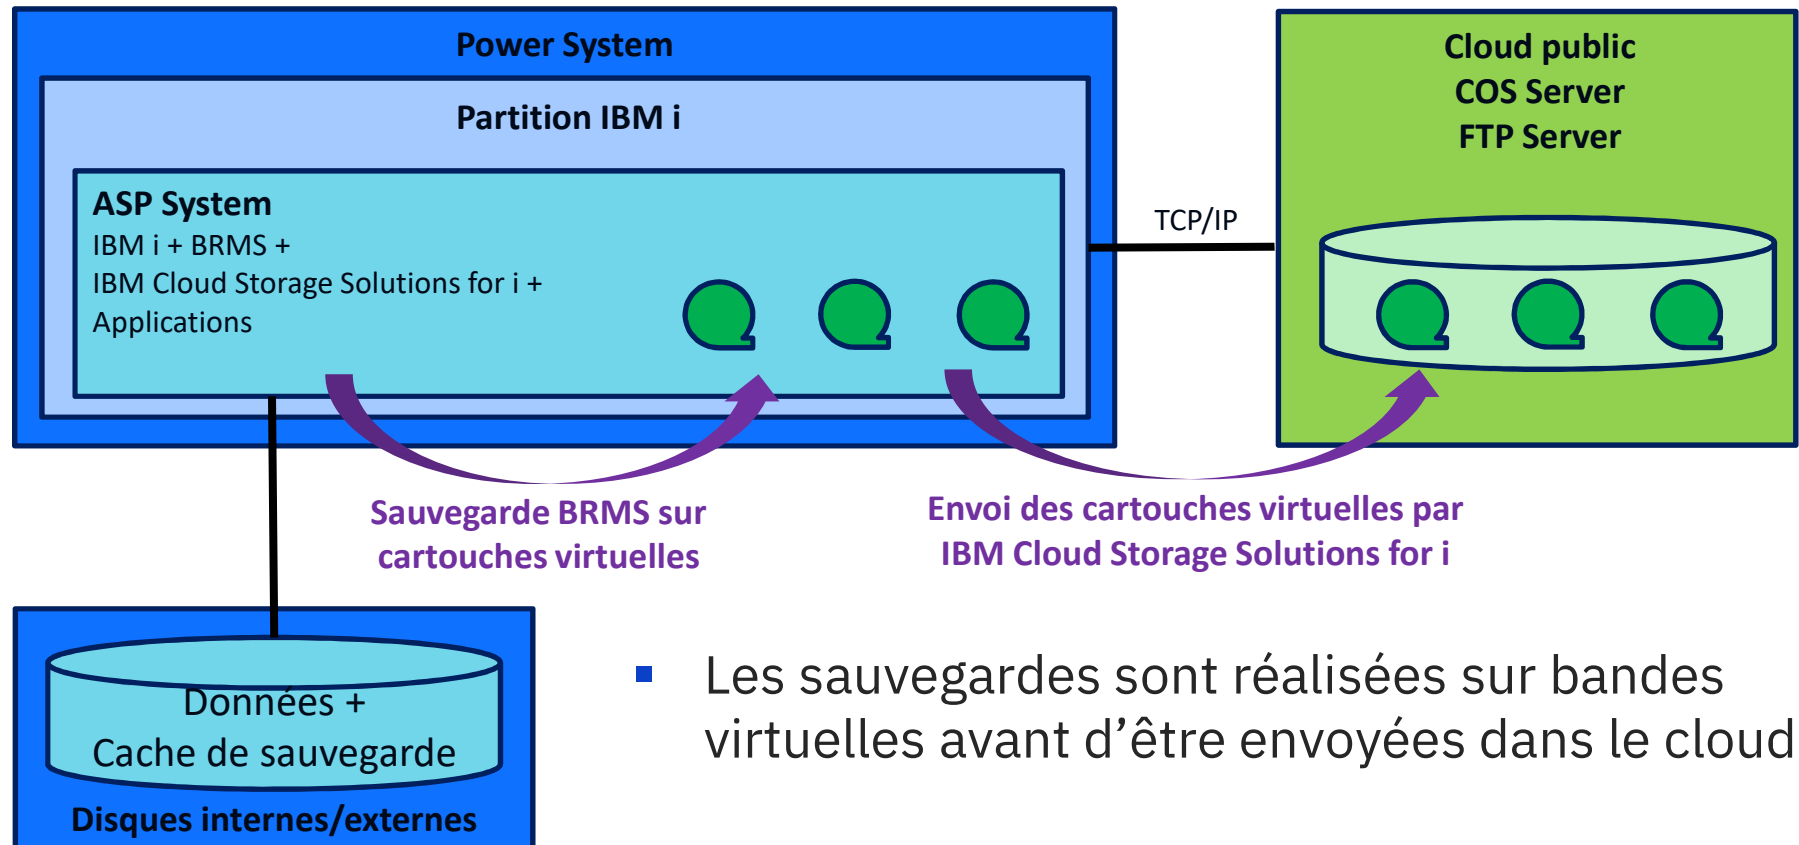 Power System
Partition IBM i
ASP System
IBM i + BRMS +
IBM Cloud Storage Solutions for i +
Applications
TCP/IP
Cloud public
COS Server
FTP Server
Sauvegarde BRMS sur
cartouches virtuelles
Envoi des cartouches virtuelles par
IBM Cloud Storage Solutions for i
Données +
Cache de sauvegarde
Disques internes/externes
▪ Les sauvegardes sont réalisées sur bandes
virtuelles avant d’être envoyées dans le cloud